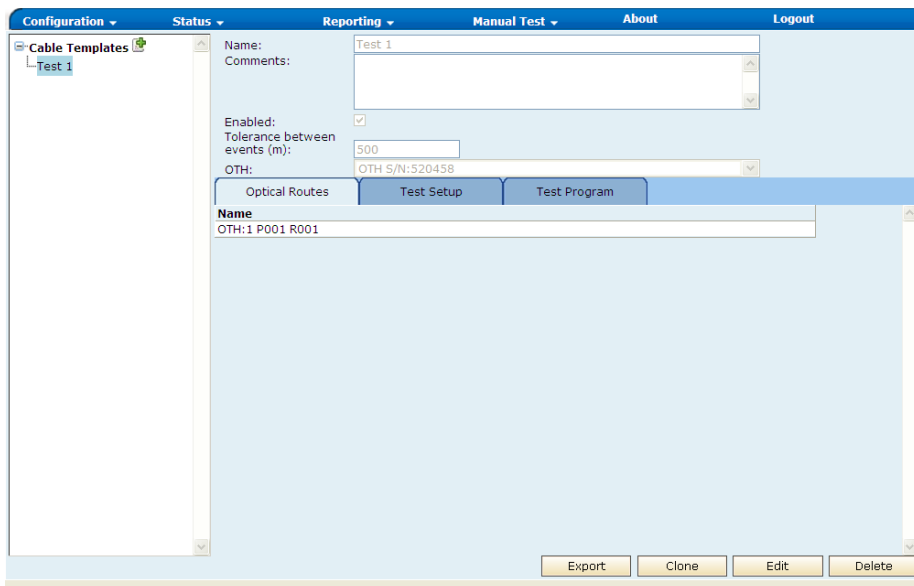 Configuration Status Reporting Manual Test About Logout
Cable Templates
Test 1
Name: Test 1
Comments:
Enabled:
Tolerance between
events (m): 500
OTH: OTH S/N:520458
Optical Routes Test Setup Test Program
Name
OTH:1 P001 R001
Export Clone Edit Delete